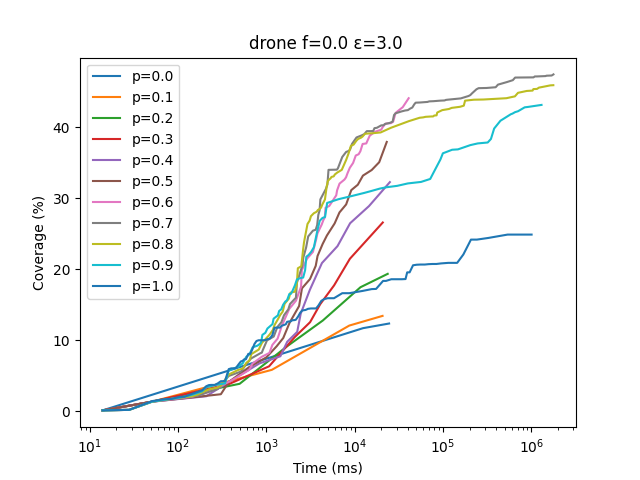 drone f=0.0 ε=3.0
Coverage (%)
40
30
20
10
0
p=0.0
p=0.1
p=0.2
p=0.3
p=0.4
p=0.5
p=0.6
p=0.7
p=0.8
p=0.9
p=1.0
10¹ 10² 10³ 10⁴ 10⁵ 10⁶
Time (ms)